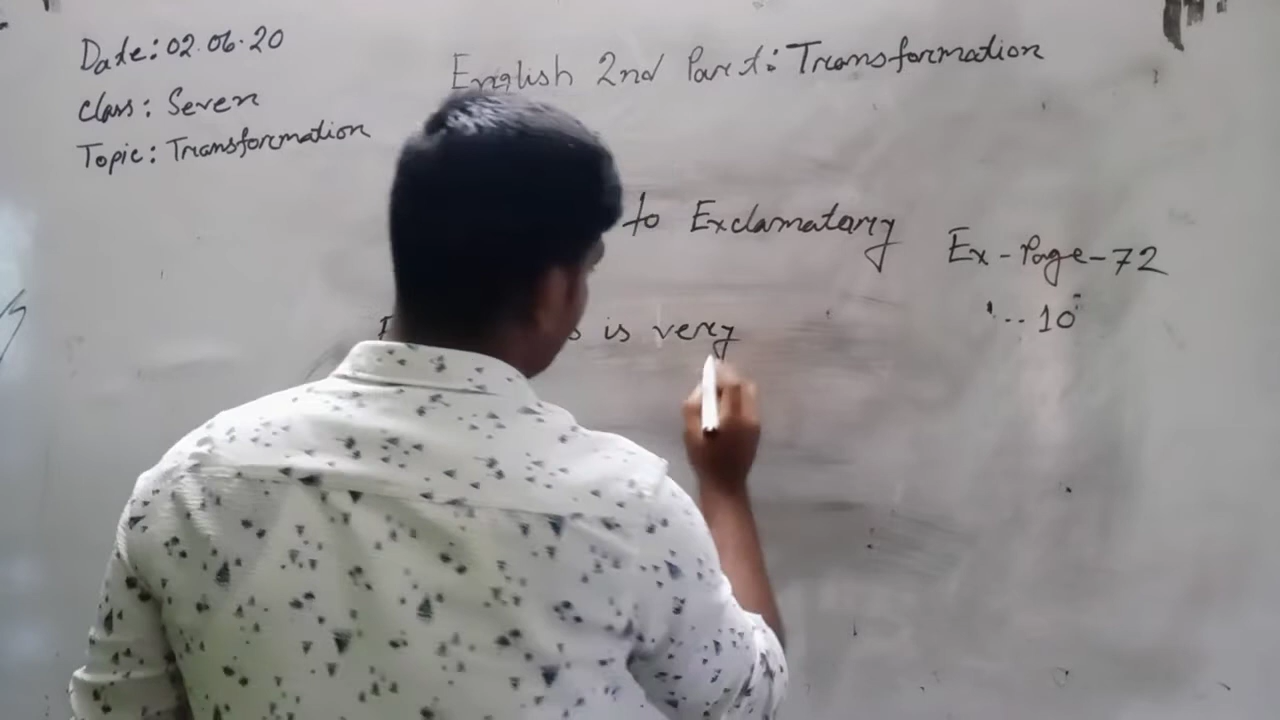 Date: 02.06.20
English 2nd Part: Transformation
Class: Seven
Topic: Transformation
to Exclamatory
Ex-Page-72
10
is very